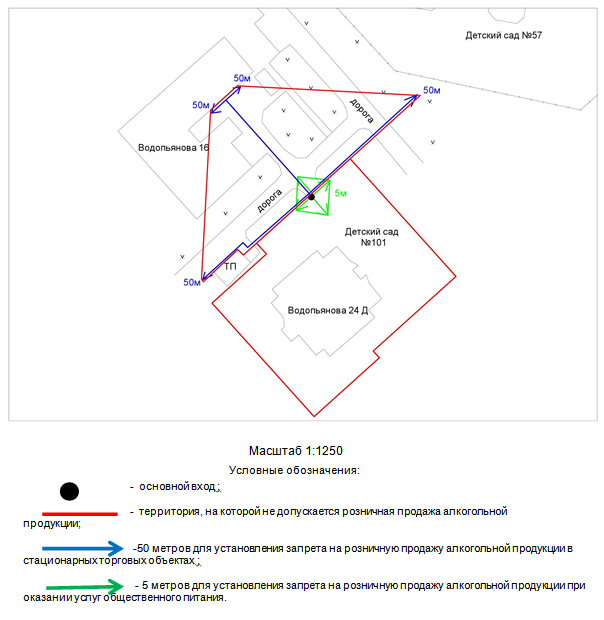 Детский сад №57
50м
50м
50м
дорога
Водопьянова 16
5м
дорога
Детский сад
№101
ТП
50м
Водопьянова 24 Д
Масштаб 1:1250
Условные обозначения:
- основной вход;
- территория, на которой не допускается розничная продажа алкогольной
продукции;
-50 метров для установления запрета на розничную продажу алкогольной продукции в
стационарных торговых объектах ;
- 5 метров для установления запрета на розничную продажу алкогольной продукции при
оказании услуг общественного питания.